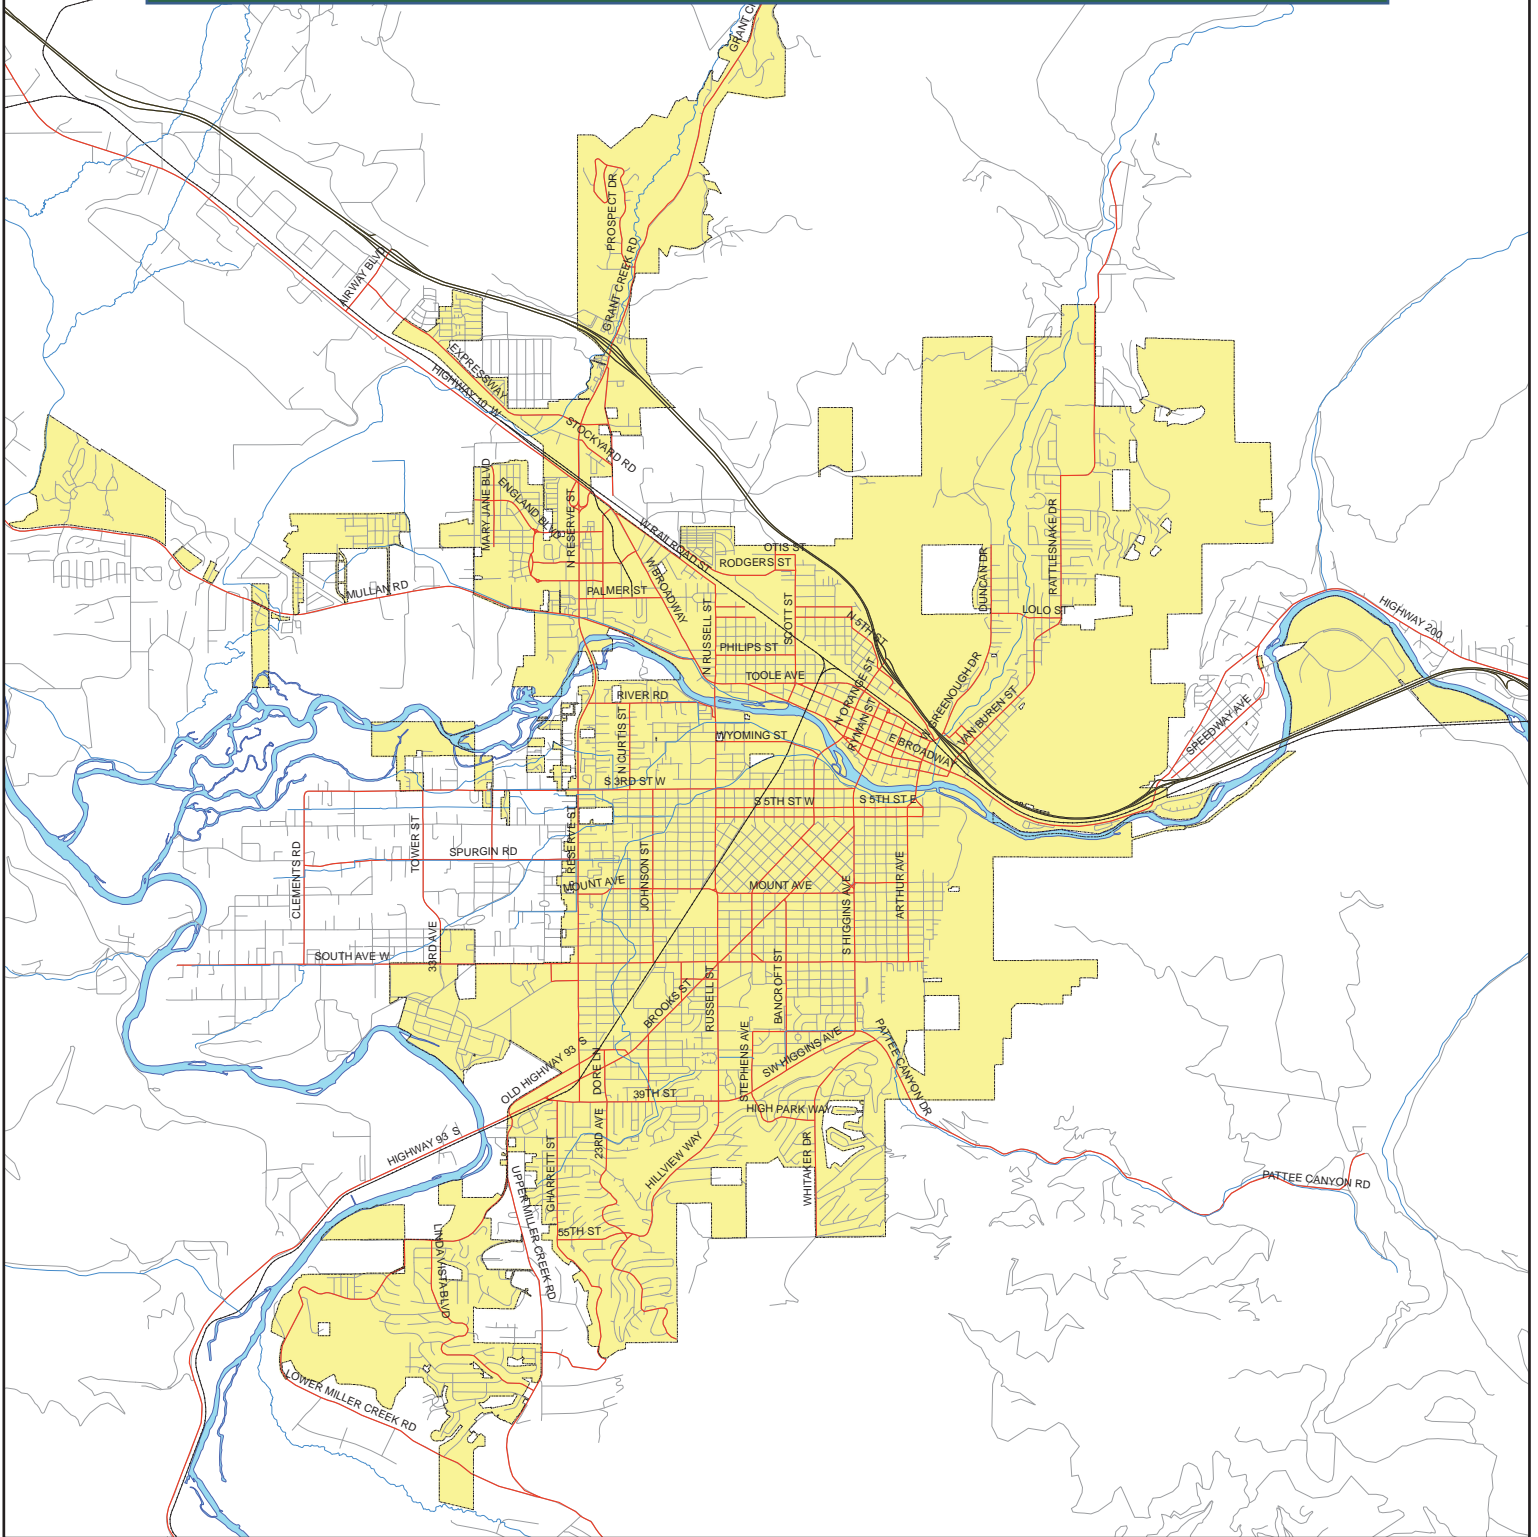 GRANT C
PROSPECT DR
GRANT CREEK RD
AIRWAY BLVD
EXPRESSWAY
HIGHWAY 10 W
STOCKYARD RD
MARY JANE BLVD
ENGLAND BLVD
N RESERVE ST
W RAILROAD ST
OTIS ST
RODGERS ST
W BROADWAY
PALMER ST
MULLAN RD
N RUSSELL ST
SCOTT ST
N 5TH ST
PHILIPS ST
TOOLE AVE
DUNCAN DR
RATTLESNAKE DR
LOLO ST
HIGHWAY 200
GREENOUGH DR
VAN BUREN ST
SPEEDWAY AVE
N ORANGE ST
RYMAN ST
E BROADWAY
RIVER RD
N CURTIS ST
WYOMING ST
S 3RD ST W
S 5TH ST W
S 5TH ST E
RESERVE ST
TOWER ST
SPURGIN RD
CLEMENTS RD
MOUNT AVE
JOHNSON ST
MOUNT AVE
S HIGGINS AVE
ARTHUR AVE
33RD AVE
SOUTH AVE W
BROOKS ST
RUSSELL ST
BANCROFT ST
STEPHENS AVE
SW HIGGINS AVE
PATTEE CANYON DR
OLD HIGHWAY 93 S
DORE LN
39TH ST
HIGH PARK WAY
HIGHWAY 93 S
GHARRETT ST
23RD AVE
HILLVIEW WAY
WHITAKER DR
PATTEE CANYON RD
UPPER MILLER CREEK RD
55TH ST
LINDA VISTA BLVD
LOWER MILLER CREEK RD